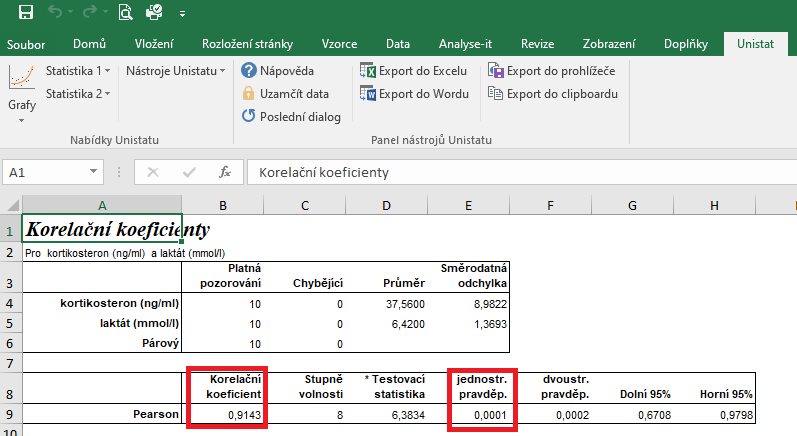 Soubor Domů Vložení Rozložení stránky Vzorce Data Analyse-it Revize Zobrazení Doplňky Unistat
Statistika 1 Nástroje Unistatu Nápověda Export do Excelu Export do prohlížeče
Grafy Statistika 2 Uzamčít data Export do Wordu Export do clipboardu
Poslední dialog
Nabídky Unistatu Panel nástrojů Unistatu
A1 fx Korelační koeficienty
A B C D E F G H
1 Korelační koeficienty
2 Pro kortikosteron (ng/ml) a laktát (mmol/l)
Platná Směrodatná
3 pozorování Chybějící Průměr odchylka
4 kortikosteron (ng/ml) 10 0 37,5600 8,9822
5 laktát (mmol/l) 10 0 6,4200 1,3693
6 Párový 10 0
7
Korelační Stupně * Testovací jednostr. dvoustr.
8 koeficient volnosti statistika pravděp. pravděp. Dolní 95% Horní 95%
9 Pearson 0,9143 8 6,3834 0,0001 0,0002 0,6708 0,9798
10